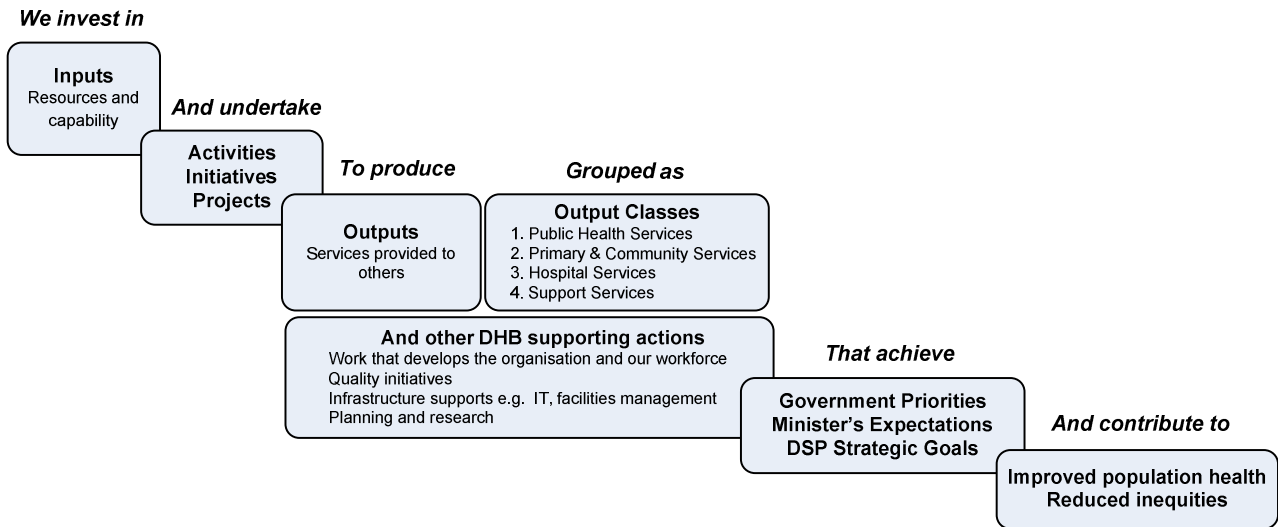 We invest in
Inputs
Resources and
capability
And undertake
Activities
Initiatives
Projects
To produce
Outputs
Services provided to
others
Grouped as
Output Classes
1. Public Health Services
2. Primary & Community Services
3. Hospital Services
4. Support Services
And other DHB supporting actions
Work that develops the organisation and our workforce
Quality initiatives
Infrastructure supports e.g. IT, facilities management
Planning and research
That achieve
Government Priorities
Minister’s Expectations
DSP Strategic Goals
And contribute to
Improved population health
Reduced inequities